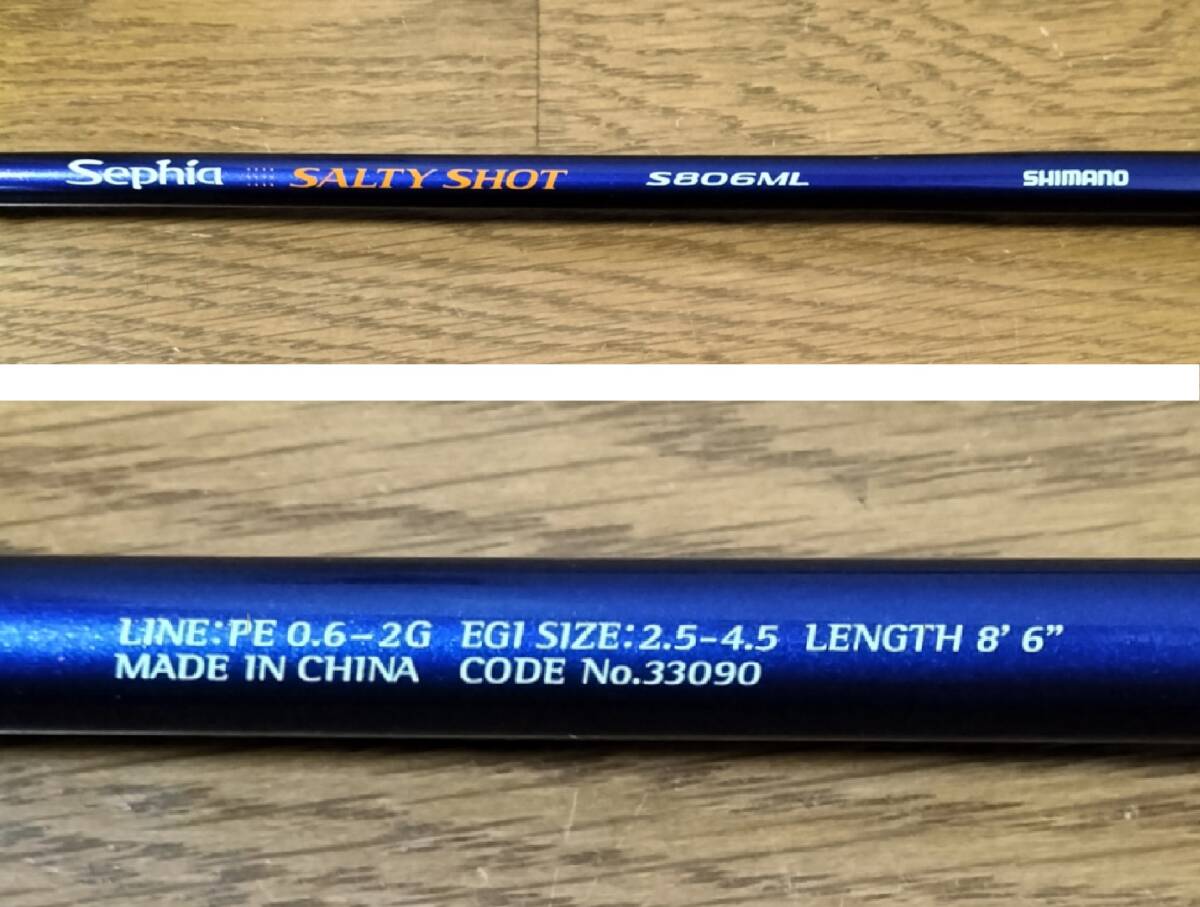 Sephia SALTY SHOT S806ML SHIMANO
LINE:PE 0.6-2G EGI SIZE:2.5-4.5 LENGTH 8' 6”
MADE IN CHINA CODE No.33090